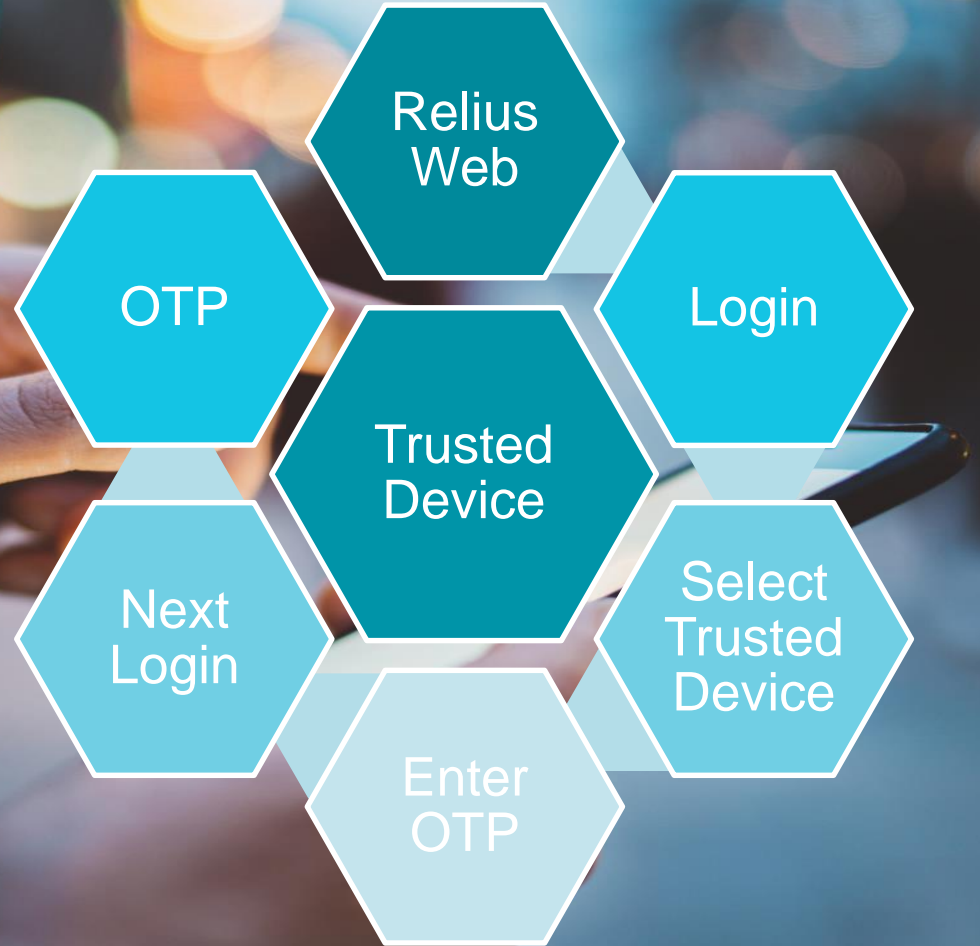 Relius
Web
Login
Select
Trusted
Device
Enter
OTP
Next
Login
OTP
Trusted
Device